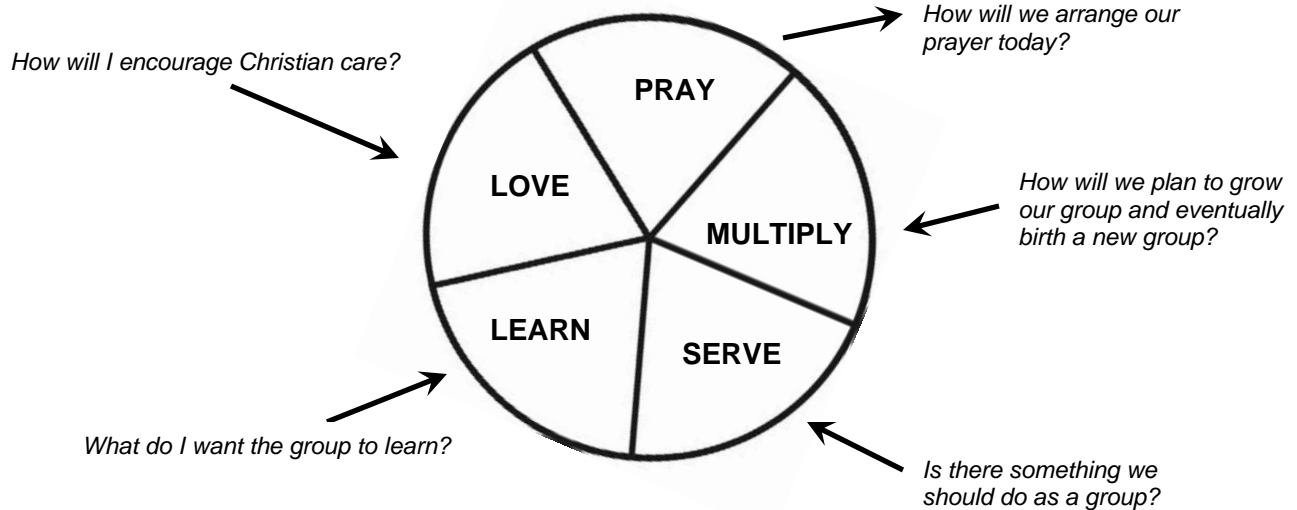 How will we arrange our
prayer today?
How will I encourage Christian care?
PRAY
LOVE
How will we plan to grow
our group and eventually
birth a new group?
MULTIPLY
LEARN
SERVE
What do I want the group to learn?
Is there something we
should do as a group?